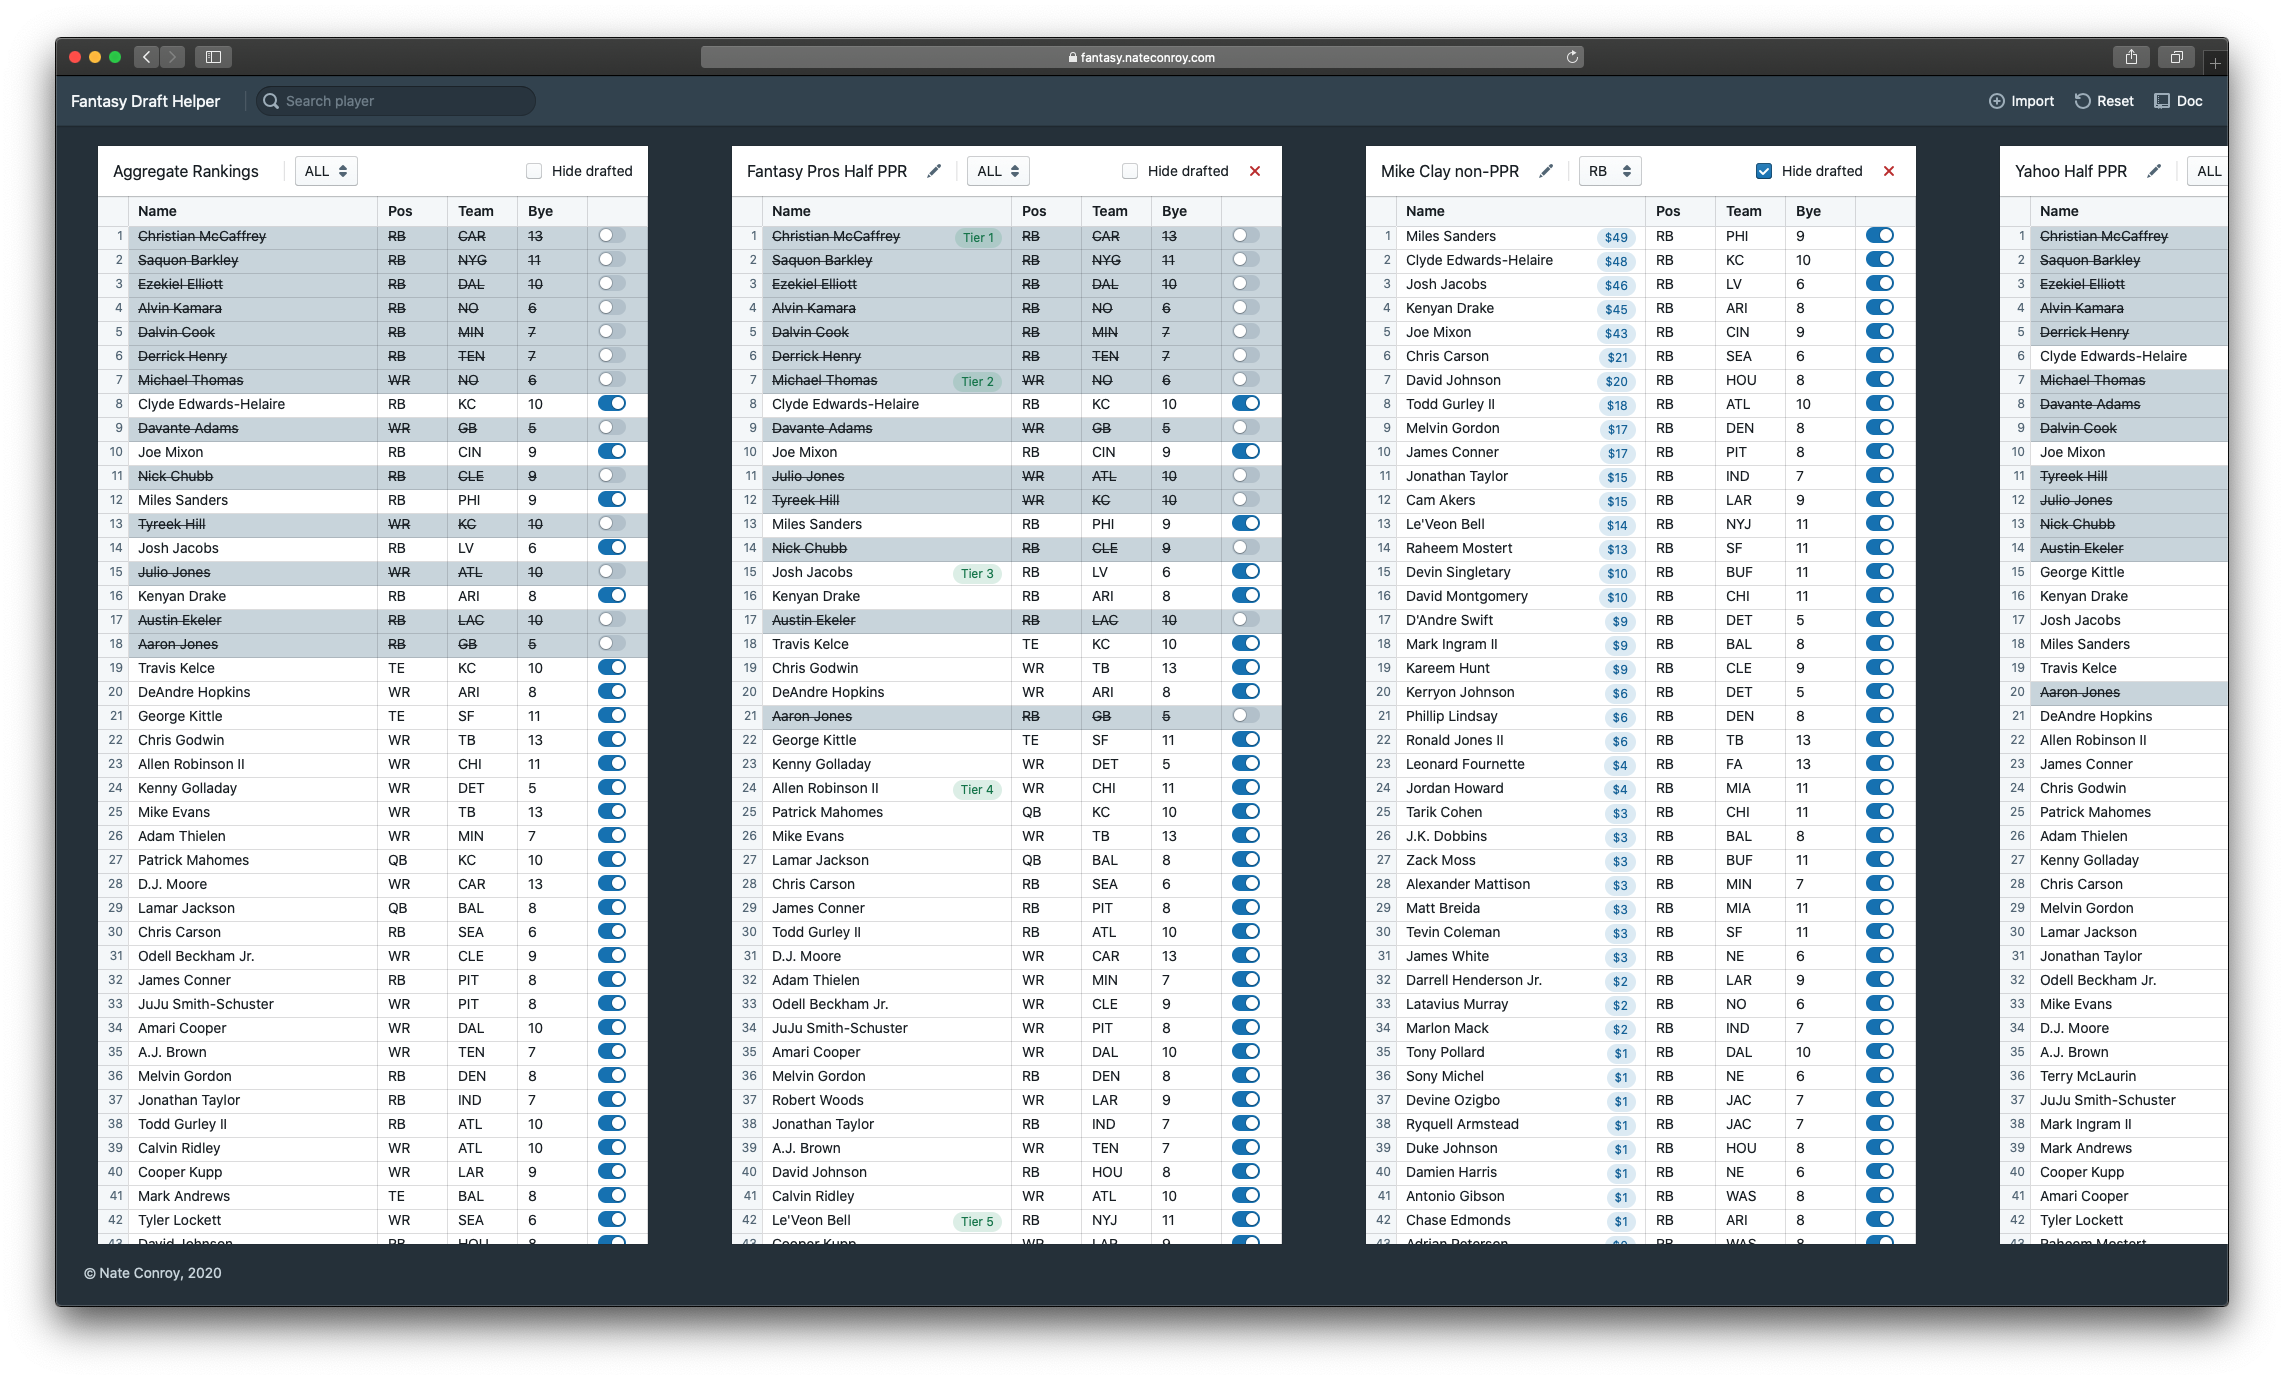 fantasy.nateconroy.com
Fantasy Draft Helper Search player Import Reset Doc
Aggregate Rankings ALL Hide drafted
Name Pos Team Bye
1 Christian McCaffrey RB CAR 13
2 Saquon Barkley RB NYG 11
3 Ezekiel Elliott RB DAL 10
4 Alvin Kamara RB NO 6
5 Dalvin Cook RB MIN 7
6 Derrick Henry RB TEN 7
7 Michael Thomas WR NO 6
8 Clyde Edwards-Helaire RB KC 10
9 Davante Adams WR GB 5
10 Joe Mixon RB CIN 9
11 Nick Chubb RB CLE 9
12 Miles Sanders RB PHI 9
13 Tyreek Hill WR KC 10
14 Josh Jacobs RB LV 6
15 Julio Jones WR ATL 10
16 Kenyan Drake RB ARI 8
17 Austin Ekeler RB LAC 10
18 Aaron Jones RB GB 5
19 Travis Kelce TE KC 10
20 DeAndre Hopkins WR ARI 8
21 George Kittle TE SF 11
22 Chris Godwin WR TB 13
23 Allen Robinson II WR CHI 11
24 Kenny Golladay WR DET 5
25 Mike Evans WR TB 13
26 Adam Thielen WR MIN 7
27 Patrick Mahomes QB KC 10
28 D.J. Moore WR CAR 13
29 Lamar Jackson QB BAL 8
30 Chris Carson RB SEA 6
31 Odell Beckham Jr. WR CLE 9
32 James Conner RB PIT 8
33 JuJu Smith-Schuster WR PIT 8
34 Amari Cooper WR DAL 10
35 A.J. Brown WR TEN 7
36 Melvin Gordon RB DEN 8
37 Jonathan Taylor RB IND 7
38 Todd Gurley II RB ATL 10
39 Calvin Ridley WR ATL 10
40 Cooper Kupp WR LAR 9
41 Mark Andrews TE BAL 8
42 Tyler Lockett WR SEA 6
43 David Johnson RB HOU 8
Fantasy Pros Half PPR ALL Hide drafted
Name Pos Team Bye
1 Christian McCaffrey Tier 1 RB CAR 13
2 Saquon Barkley RB NYG 11
3 Ezekiel Elliott RB DAL 10
4 Alvin Kamara RB NO 6
5 Dalvin Cook RB MIN 7
6 Derrick Henry RB TEN 7
7 Michael Thomas Tier 2 WR NO 6
8 Clyde Edwards-Helaire RB KC 10
9 Davante Adams WR GB 5
10 Joe Mixon RB CIN 9
11 Julio Jones WR ATL 10
12 Tyreek Hill WR KC 10
13 Miles Sanders RB PHI 9
14 Nick Chubb RB CLE 9
15 Josh Jacobs Tier 3 RB LV 6
16 Kenyan Drake RB ARI 8
17 Austin Ekeler RB LAC 10
18 Travis Kelce TE KC 10
19 Chris Godwin WR TB 13
20 DeAndre Hopkins WR ARI 8
21 Aaron Jones RB GB 5
22 George Kittle TE SF 11
23 Kenny Golladay WR DET 5
24 Allen Robinson II Tier 4 WR CHI 11
25 Patrick Mahomes QB KC 10
26 Mike Evans WR TB 13
27 Lamar Jackson QB BAL 8
28 Chris Carson RB SEA 6
29 James Conner RB PIT 8
30 Todd Gurley II RB ATL 10
31 D.J. Moore WR CAR 13
32 Adam Thielen WR MIN 7
33 Odell Beckham Jr. WR CLE 9
34 JuJu Smith-Schuster WR PIT 8
35 Amari Cooper WR DAL 10
36 Melvin Gordon RB DEN 8
37 Robert Woods WR LAR 9
38 Jonathan Taylor RB IND 7
39 A.J. Brown WR TEN 7
40 David Johnson RB HOU 8
41 Calvin Ridley WR ATL 10
42 Le'Veon Bell Tier 5 RB NYJ 11
43 Cooper Kupp WR LAR 9
Mike Clay non-PPR RB Hide drafted
Name Pos Team Bye
1 Miles Sanders $49 RB PHI 9
2 Clyde Edwards-Helaire $48 RB KC 10
3 Josh Jacobs $46 RB LV 6
4 Kenyan Drake $45 RB ARI 8
5 Joe Mixon $43 RB CIN 9
6 Chris Carson $21 RB SEA 6
7 David Johnson $20 RB HOU 8
8 Todd Gurley II $18 RB ATL 10
9 Melvin Gordon $17 RB DEN 8
10 James Conner $17 RB PIT 8
11 Jonathan Taylor $15 RB IND 7
12 Cam Akers $15 RB LAR 9
13 Le'Veon Bell $14 RB NYJ 11
14 Raheem Mostert $13 RB SF 11
15 Devin Singletary $10 RB BUF 11
16 David Montgomery $10 RB CHI 11
17 D'Andre Swift $9 RB DET 5
18 Mark Ingram II $9 RB BAL 8
19 Kareem Hunt $9 RB CLE 9
20 Kerryon Johnson $6 RB DET 5
21 Phillip Lindsay $6 RB DEN 8
22 Ronald Jones II $6 RB TB 13
23 Leonard Fournette $4 RB FA 13
24 Jordan Howard $4 RB MIA 11
25 Tarik Cohen $3 RB CHI 11
26 J.K. Dobbins $3 RB BAL 8
27 Zack Moss $3 RB BUF 11
28 Alexander Mattison $3 RB MIN 7
29 Matt Breida $3 RB MIA 11
30 Tevin Coleman $3 RB SF 11
31 James White $3 RB NE 6
32 Darrell Henderson Jr. $2 RB LAR 9
33 Latavius Murray $2 RB NO 6
34 Marlon Mack $2 RB IND 7
35 Tony Pollard $1 RB DAL 10
36 Sony Michel $1 RB NE 6
37 Devine Ozigbo $1 RB JAC 7
38 Ryquell Armstead $1 RB JAC 7
39 Duke Johnson $1 RB HOU 8
40 Damien Harris $1 RB NE 6
41 Antonio Gibson $1 RB WAS 8
42 Chase Edmonds $1 RB ARI 8
43 Adrian Peterson $0 RB WAS 8
Yahoo Half PPR ALL
Name
1 Christian McCaffrey
2 Saquon Barkley
3 Ezekiel Elliott
4 Alvin Kamara
5 Derrick Henry
6 Clyde Edwards-Helaire
7 Michael Thomas
8 Davante Adams
9 Dalvin Cook
10 Joe Mixon
11 Tyreek Hill
12 Julio Jones
13 Nick Chubb
14 Austin Ekeler
15 George Kittle
16 Kenyan Drake
17 Josh Jacobs
18 Miles Sanders
19 Travis Kelce
20 Aaron Jones
21 DeAndre Hopkins
22 Allen Robinson II
23 James Conner
24 Chris Godwin
25 Patrick Mahomes
26 Adam Thielen
27 Kenny Golladay
28 Chris Carson
29 Melvin Gordon
30 Lamar Jackson
31 Jonathan Taylor
32 Odell Beckham Jr.
33 Mike Evans
34 D.J. Moore
35 A.J. Brown
36 Terry McLaurin
37 JuJu Smith-Schuster
38 Mark Ingram II
39 Mark Andrews
40 Cooper Kupp
41 Amari Cooper
42 Tyler Lockett
43 Raheem Mostert
© Nate Conroy, 2020